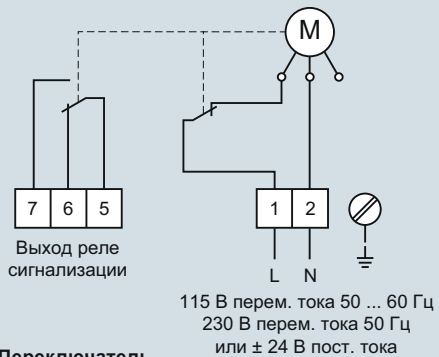 M
7 6 5
1 2
Выход реле
сигнализации
L N
115 В перем. тока 50 ... 60 Гц
230 В перем. тока 50 Гц
или ± 24 В пост. тока
Переключатель